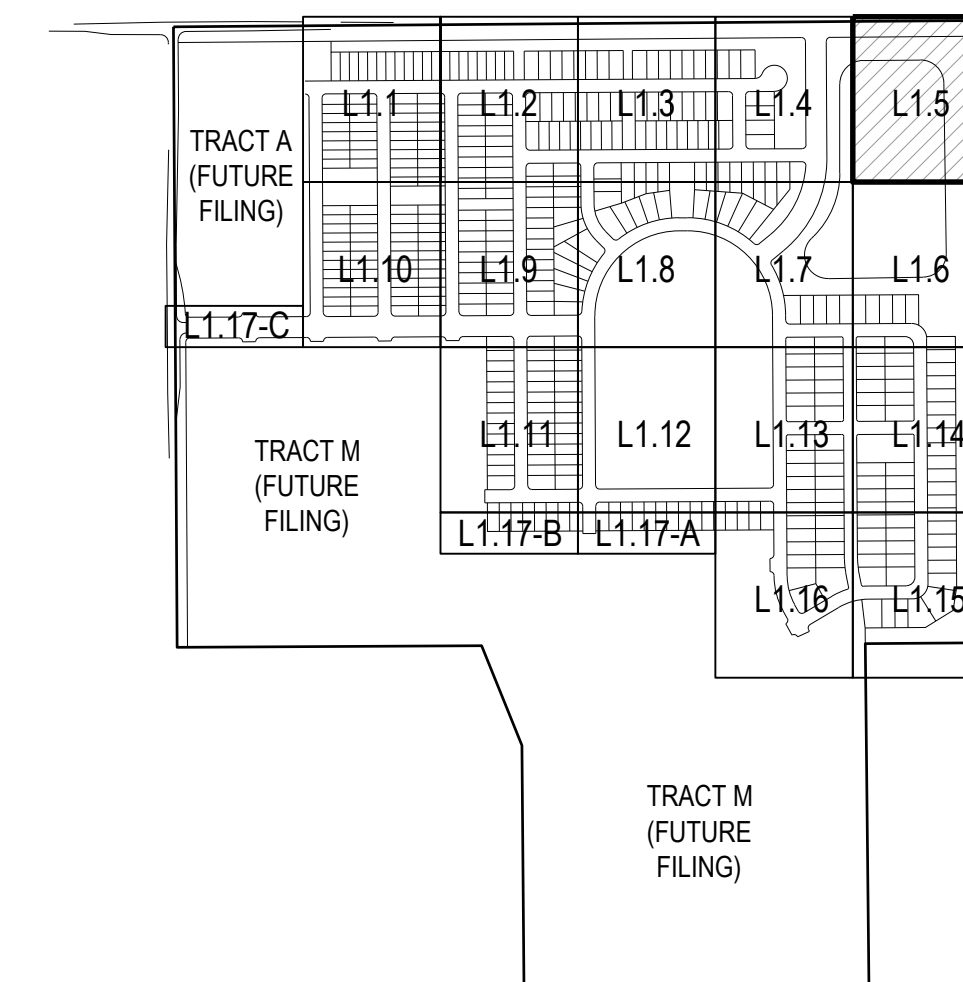 L1.1
L1.2
L1.3
L1.4
L1.5
TRACT A
(FUTURE
FILING)
L1.10
L1.9
L1.8
L1.7
L1.6
L1.17-C
L1.11
L1.12
L1.13
L1.14
TRACT M
(FUTURE
FILING)
L1.17-B
L1.17-A
L1.16
L1.15
TRACT M
(FUTURE
FILING)